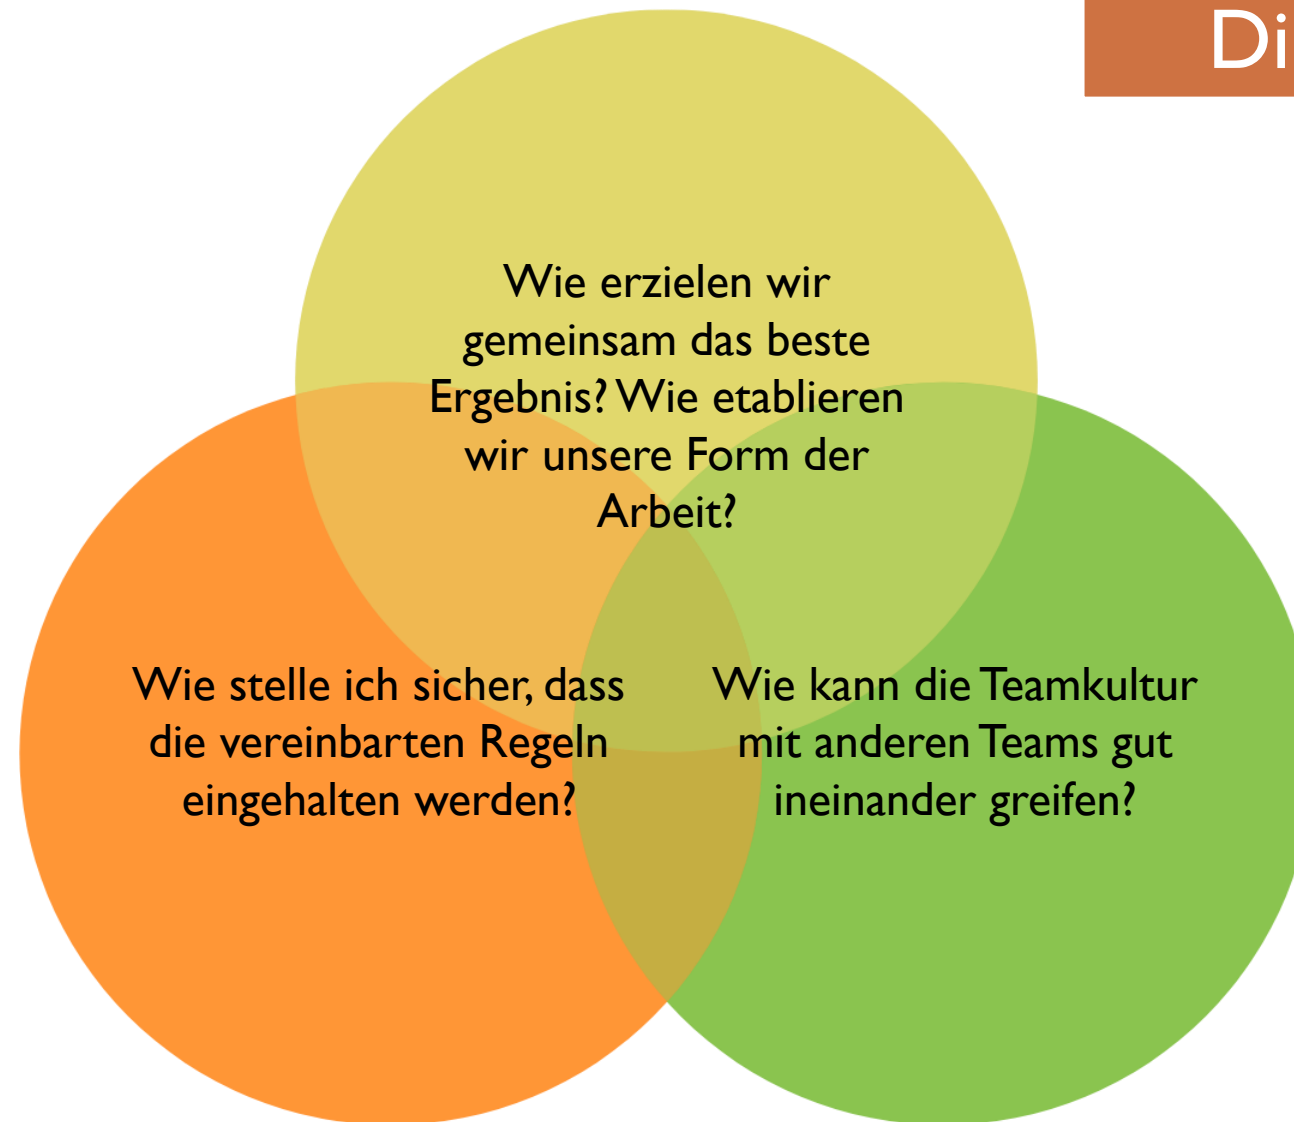 Di
Wie erzielen wir
gemeinsam das beste
Ergebnis? Wie etablieren
wir unsere Form der
Arbeit?
Wie stelle ich sicher, dass
die vereinbarten Regeln
eingehalten werden?
Wie kann die Teamkultur
mit anderen Teams gut
ineinander greifen?